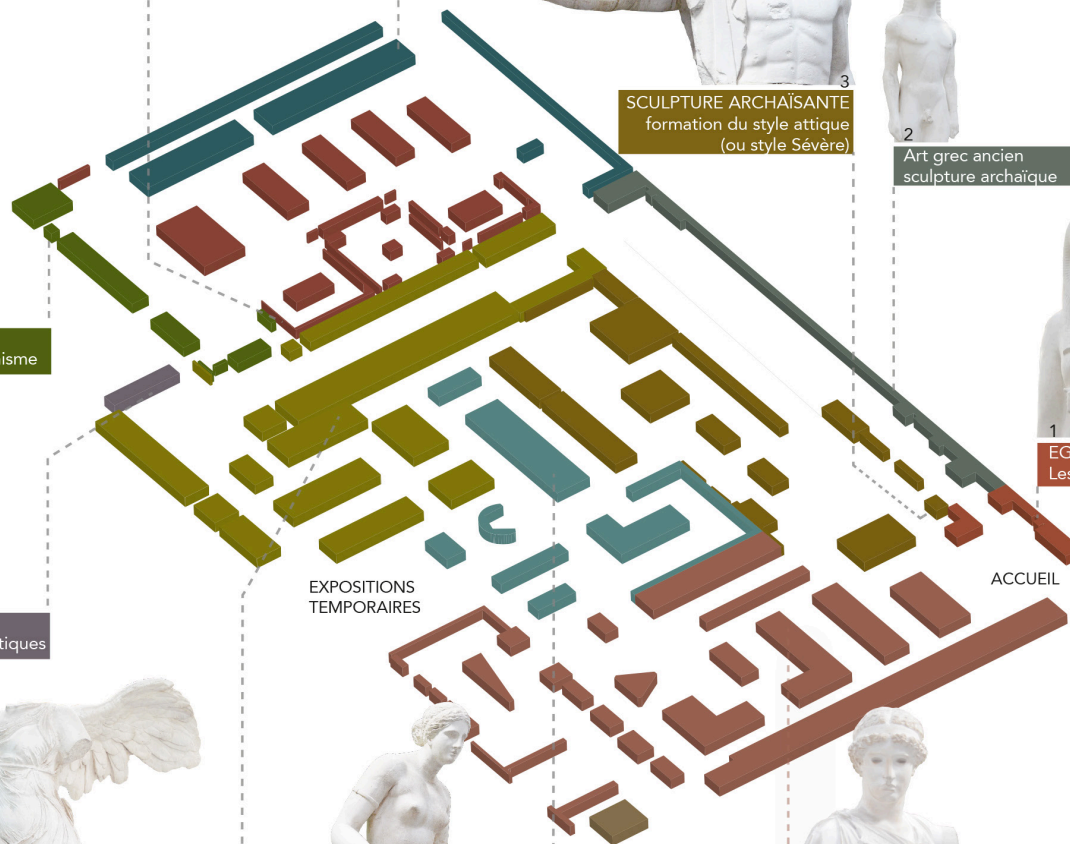 3
SCULPTURE ARCHAÏSANTE
formation du style attique
(ou style Sévère)
2
Art grec ancien
sculpture archaïque
isme
1
EG
Les
EXPOSITIONS
TEMPORAIRES
ACCUEIL
tiques